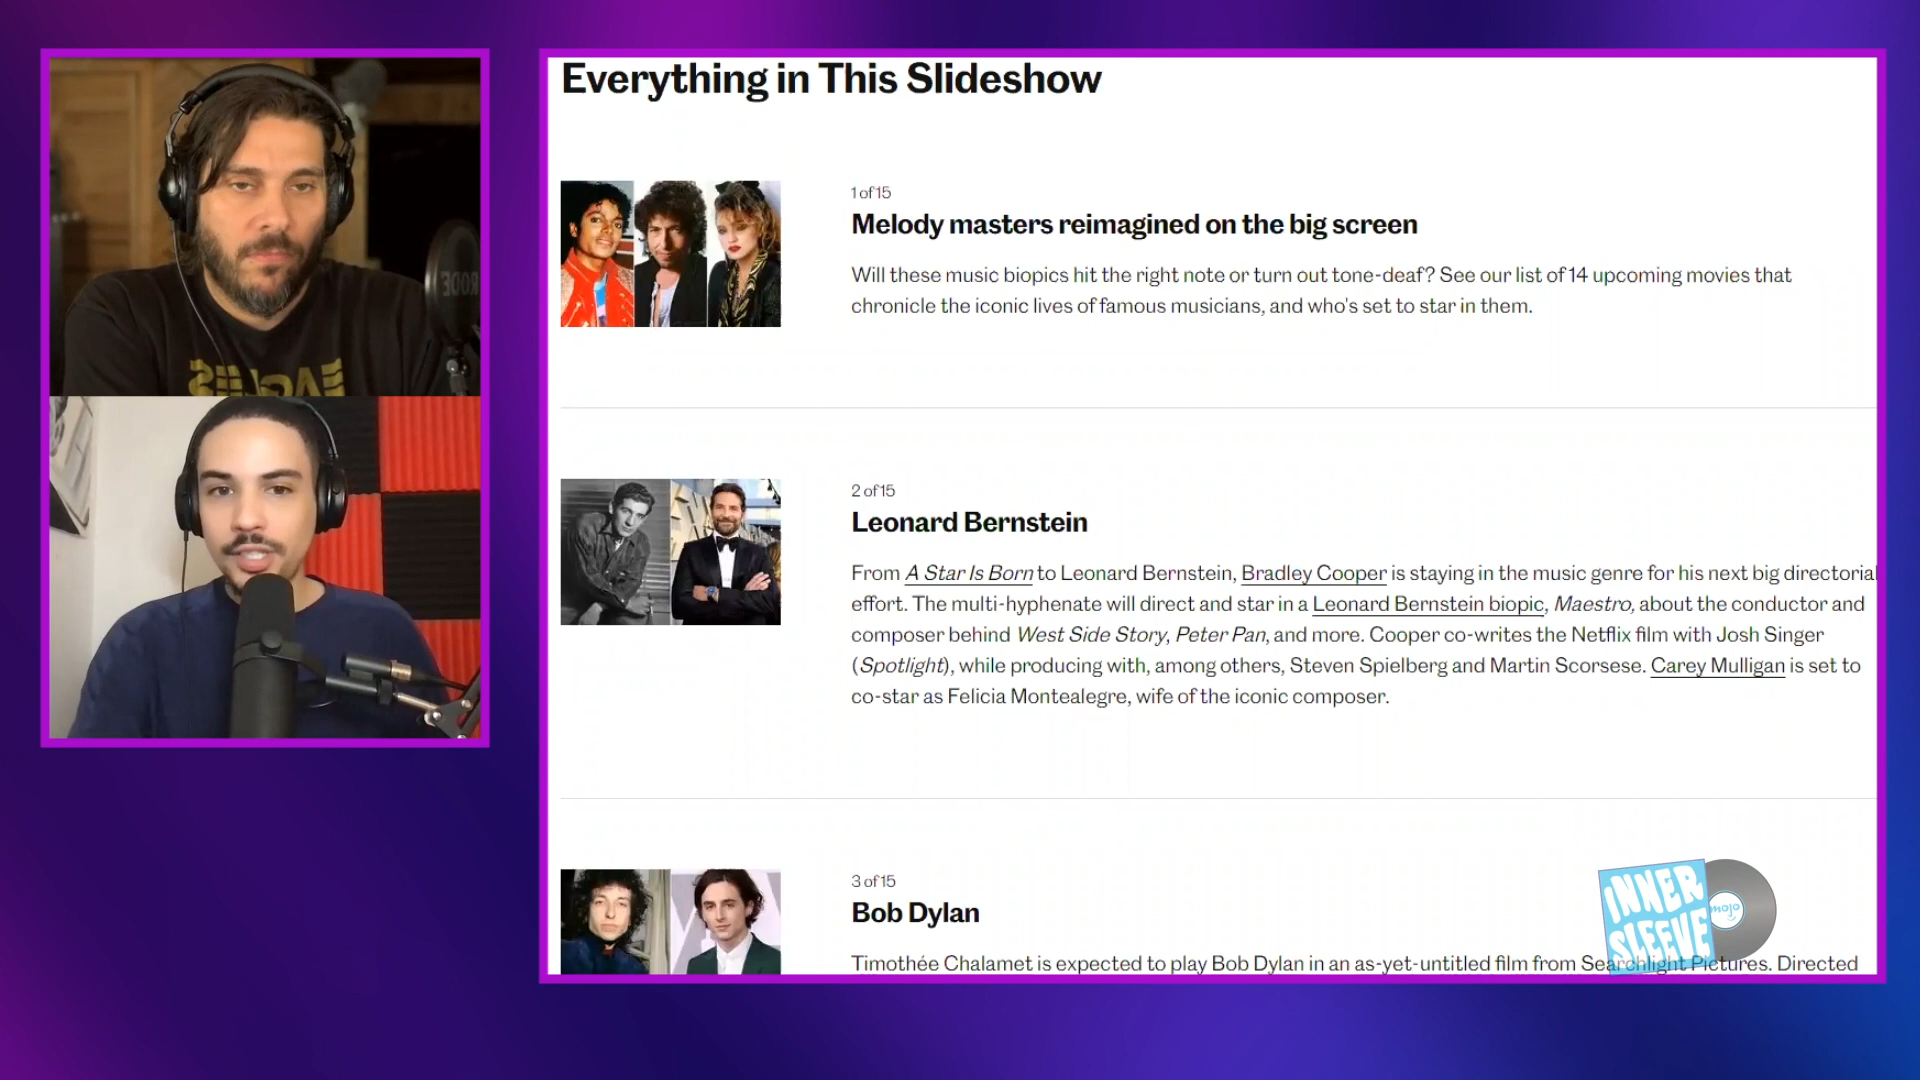 Everything in This Slideshow
1 of 15
Melody masters reimagined on the big screen
Will these music biopics hit the right note or turn out tone-deaf? See our list of 14 upcoming movies that
chronicle the iconic lives of famous musicians, and who's set to star in them.
2 of 15
Leonard Bernstein
From A Star Is Born to Leonard Bernstein, Bradley Cooper is staying in the music genre for his next big directorial
effort. The multi-hyphenate will direct and star in a Leonard Bernstein biopic, Maestro, about the conductor and
composer behind West Side Story, Peter Pan, and more. Cooper co-writes the Netflix film with Josh Singer
(Spotlight), while producing with, among others, Steven Spielberg and Martin Scorsese. Carey Mulligan is set to
co-star as Felicia Montealegre, wife of the iconic composer.
3 of 15
Bob Dylan
Timothée Chalamet is expected to play Bob Dylan in an as-yet-untitled film from Searchlight Pictures. Directed
INNER
SLEEVE
mojo
RODE
EAGLES